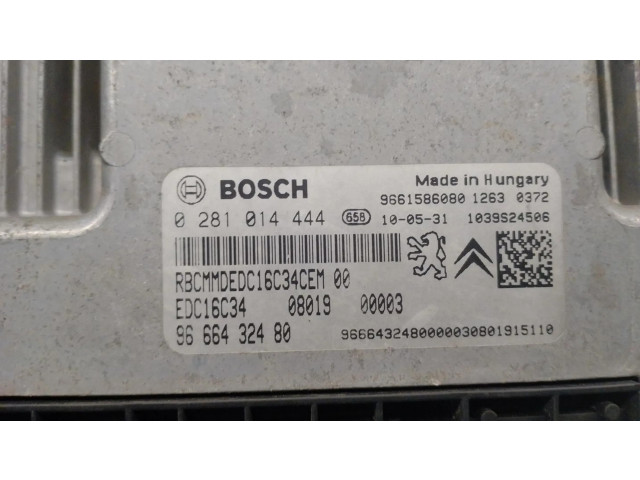 BOSCH
Made in Hungary
9661586080 1263 0372
0 281 014 444 658 10-05-31 1039S24506
RBCMMDEDC16C34CEM 00
EDC16C34 08019 00003
96 664 324 80 9666432480000030801915110